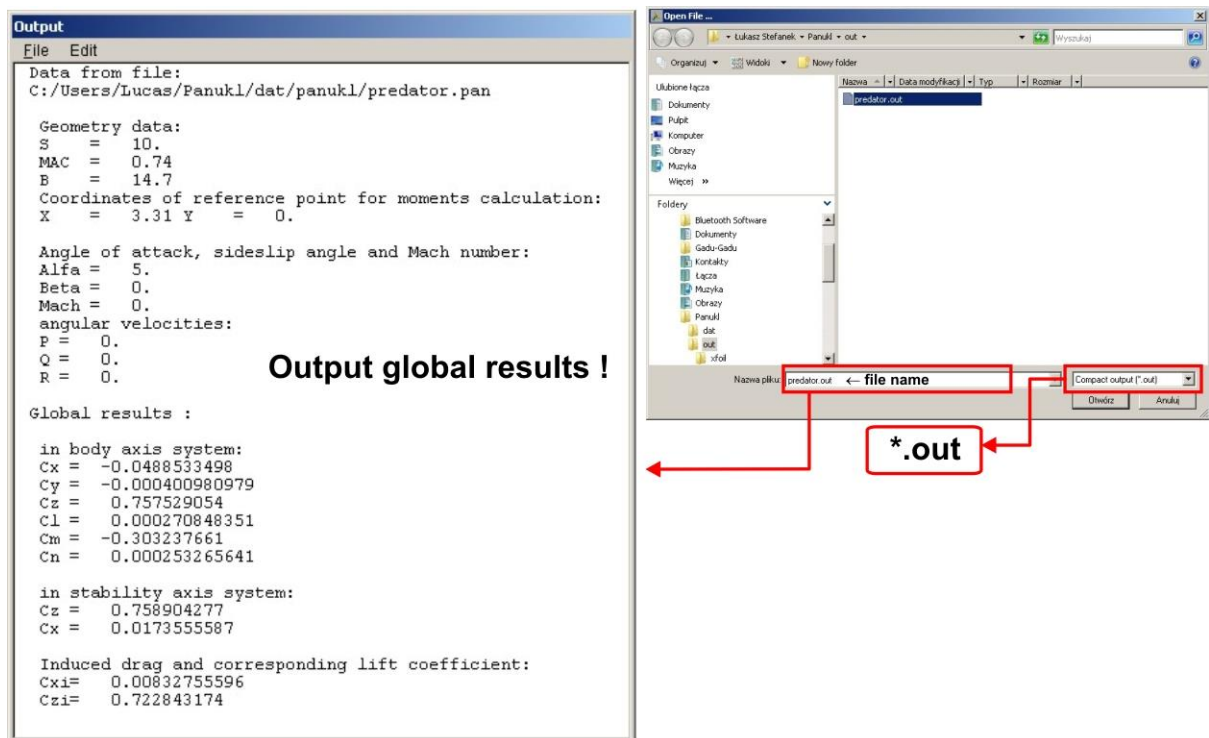 Output
File Edit
Data from file:
C:/Users/Lucas/Panukl/dat/panukl/predator.pan
Geometry data:
S = 10.
MAC = 0.74
B = 14.7
Coordinates of reference point for moments calculation:
X = 3.31 Y = 0.
Angle of attack, sideslip angle and Mach number:
Alfa = 5.
Beta = 0.
Mach = 0.
angular velocities:
P = 0.
Q = 0.
R = 0.
Output global results !
Global results :
in body axis system:
Cx = -0.0488533498
Cy = -0.000400980979
Cz = 0.757529054
Cl = 0.000270848351
Cm = -0.303237661
Cn = 0.000253265641
in stability axis system:
Cz = 0.758904277
Cx = 0.0173555587
Induced drag and corresponding lift coefficient:
Cxi= 0.00832755596
Czi= 0.722843174
Open File ...
Łukasz Stefanek Panukl out
Wyszukaj
Organizuj Widoki Nowy folder
Ulubione łącza
Dokumenty
Pulpit
Komputer
Obrazy
Muzyka
Więcej »
Nazwa Data modyfikacji Typ Rozmiar
predator.out
Foldery
Bluetooth Software
Dokumenty
Gadu-Gadu
Kontakty
Łącza
Muzyka
Obrazy
Panukl
dat
out
xfoil
Nazwa pliku: predator.out ← file name
Compact output (*.out)
Otwórz Anuluj
*.out